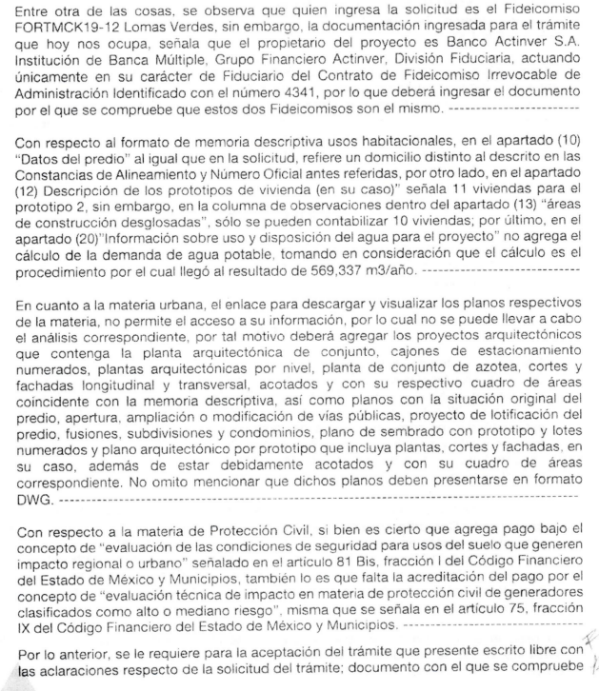 Entre otra de las cosas, se observa que quien ingresa la solicitud es el Fideicomiso
FORTMCK19-12 Lomas Verdes, sin embargo, la documentación ingresada para el trámite
que hoy nos ocupa, señala que el propietario del proyecto es Banco Actinver S.A.
Institución de Banca Múltiple, Grupo Financiero Actinver, División Fiduciaria, actuando
únicamente en su carácter de Fiduciario del Contrato de Fideicomiso Irrevocable de
Administración Identificado con el número 4341, por lo que deberá ingresar el documento
por el que se compruebe que estos dos Fideicomisos son el mismo. ------------------------
Con respecto al formato de memoria descriptiva usos habitacionales, en el apartado (10)
"Datos del predio" al igual que en la solicitud, refiere un domicilio distinto al descrito en las
Constancias de Alineamiento y Número Oficial antes referidas, por otro lado, en el apartado
(12) Descripción de los prototipos de vivienda (en su caso)" señala 11 viviendas para el
prototipo 2, sin embargo, en la columna de observaciones dentro del apartado (13) "áreas
de construcción desglosadas", sólo se pueden contabilizar 10 viviendas; por último, en el
apartado (20)"Información sobre uso y disposición del agua para el proyecto" no agrega el
cálculo de la demanda de agua potable, tomando en consideración que el cálculo es el
procedimiento por el cual llegó al resultado de 569,337 m3/año. ----------------------------
En cuanto a la materia urbana, el enlace para descargar y visualizar los planos respectivos
de la materia, no permite el acceso a su información, por lo cual no se puede llevar a cabo
el análisis correspondiente, por tal motivo deberá agregar los proyectos arquitectónicos
que contenga la planta arquitectónica de conjunto, cajones de estacionamiento
numerados, plantas arquitectónicas por nivel, planta de conjunto de azotea, cortes y
fachadas longitudinal y transversal, acotados y con su respectivo cuadro de áreas
coincidente con la memoria descriptiva, así como planos con la situación original del
predio, apertura, ampliación o modificación de vías públicas, proyecto de lotificación del
predio, fusiones, subdivisiones y condominios, plano de sembrado con prototipo y lotes
numerados y plano arquitectónico por prototipo que incluya plantas, cortes y fachadas, en
su caso, además de estar debidamente acotados y con su cuadro de áreas
correspondiente. No omito mencionar que dichos planos deben presentarse en formato
DWG. ------------------------------------------------------------------------------------------
Con respecto a la materia de Protección Civil, si bien es cierto que agrega pago bajo el
concepto de "evaluación de las condiciones de seguridad para usos del suelo que generen
impacto regional o urbano" señalado en el artículo 81 Bis, fracción I del Código Financiero
del Estado de México y Municipios, también lo es que falta la acreditación del pago por el
concepto de "evaluación técnica de impacto en materia de protección civil de generadores
clasificados como alto o mediano riesgo", misma que se señala en el artículo 75, fracción
IX del Código Financiero del Estado de México y Municipios. --------------------------------
Por lo anterior, se le requiere para la aceptación del trámite que presente escrito libre con
las aclaraciones respecto de la solicitud del trámite; documento con el que se compruebe